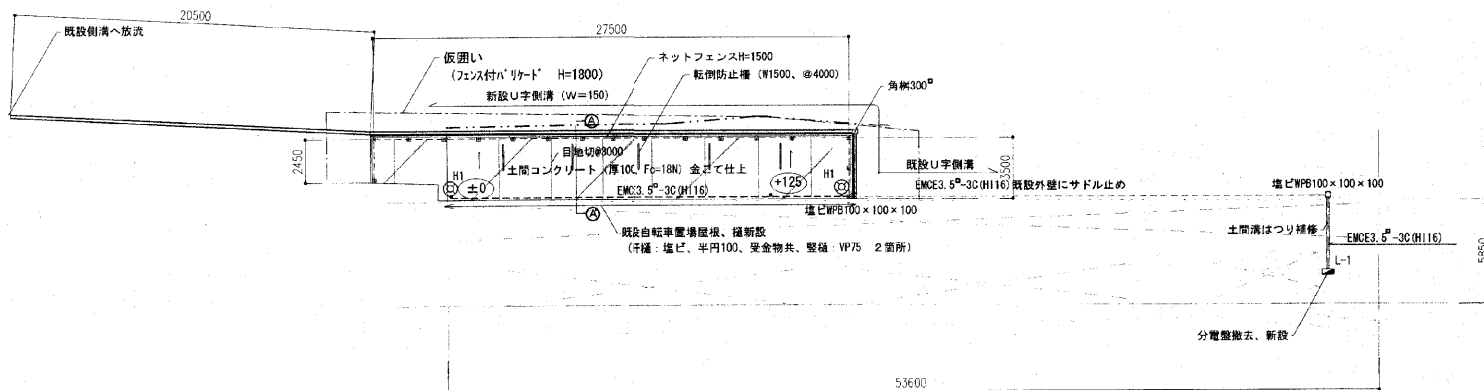 20500
既設側溝へ放流
27500
仮囲い
(フェンス付バリケード H=1800)
ネットフェンスH=1500
転倒防止柵 (W1500、@4000)
新設U字側溝 (W=150)
角桝300□
A
2450
目地切@3000
土間コンクリート (厚100 Fc=18N) 金ごて仕上
H1
±0
EMCE3.5□-3C(HI16)
+125
H1
3500
既設U字側溝
EMCE3.5□-3C(HI16)既設外壁にサドル止め
塩ビWPB100×100×100
A
塩ビWPB100×100×100
既設自転車置場屋根、樋新設
(軒樋：塩ビ、半円100、受金物共、竪樋：VP75 2箇所)
土間溝はつり補修
EMCE3.5□-3C(HI16)
L-1
5850
分電盤撤去、新設
53600